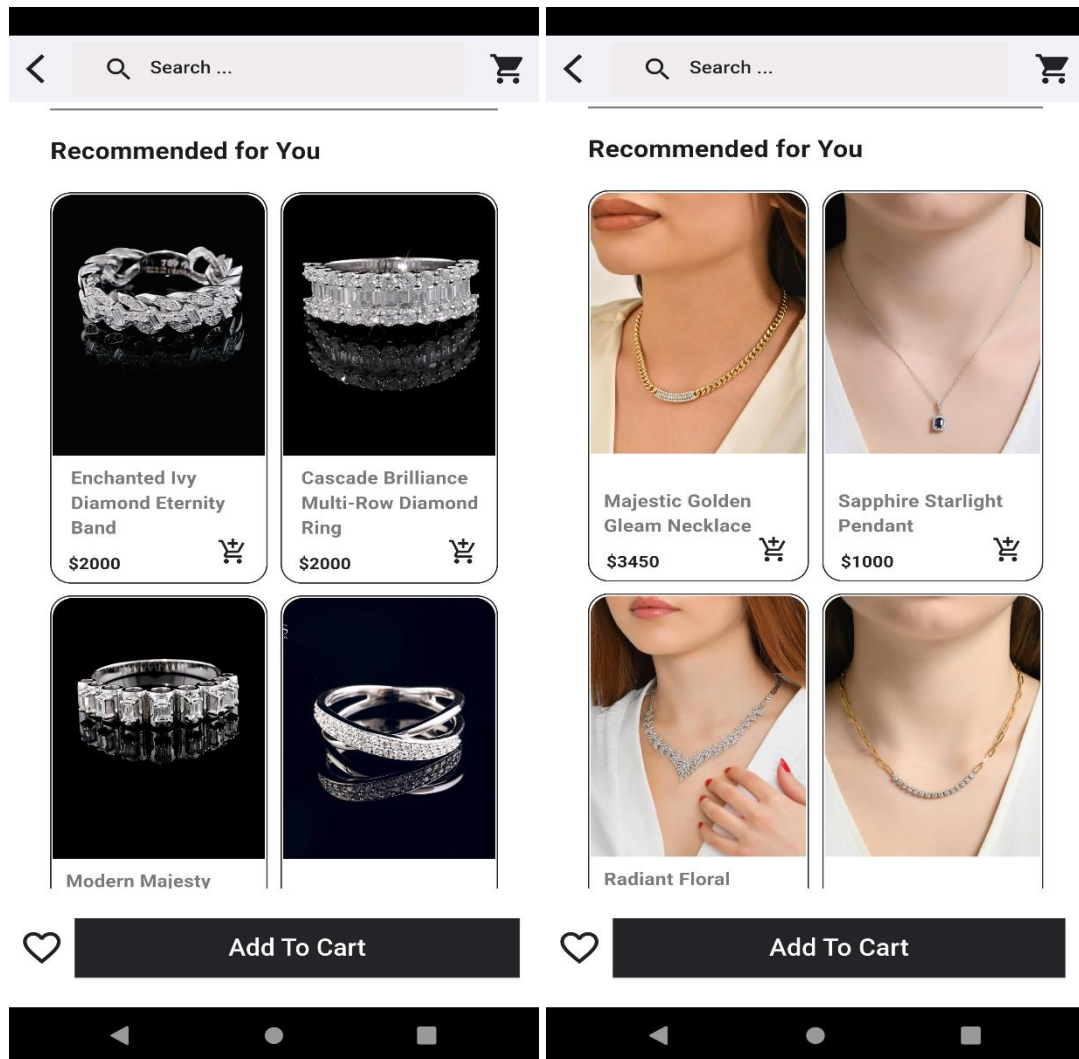 Search ...
Recommended for You
Enchanted Ivy
Diamond Eternity
Band
$2000
Cascade Brilliance
Multi-Row Diamond
Ring
$2000
Modern Majesty
Add To Cart
Search ...
Recommended for You
Majestic Golden
Gleam Necklace
$3450
Sapphire Starlight
Pendant
$1000
Radiant Floral
Add To Cart